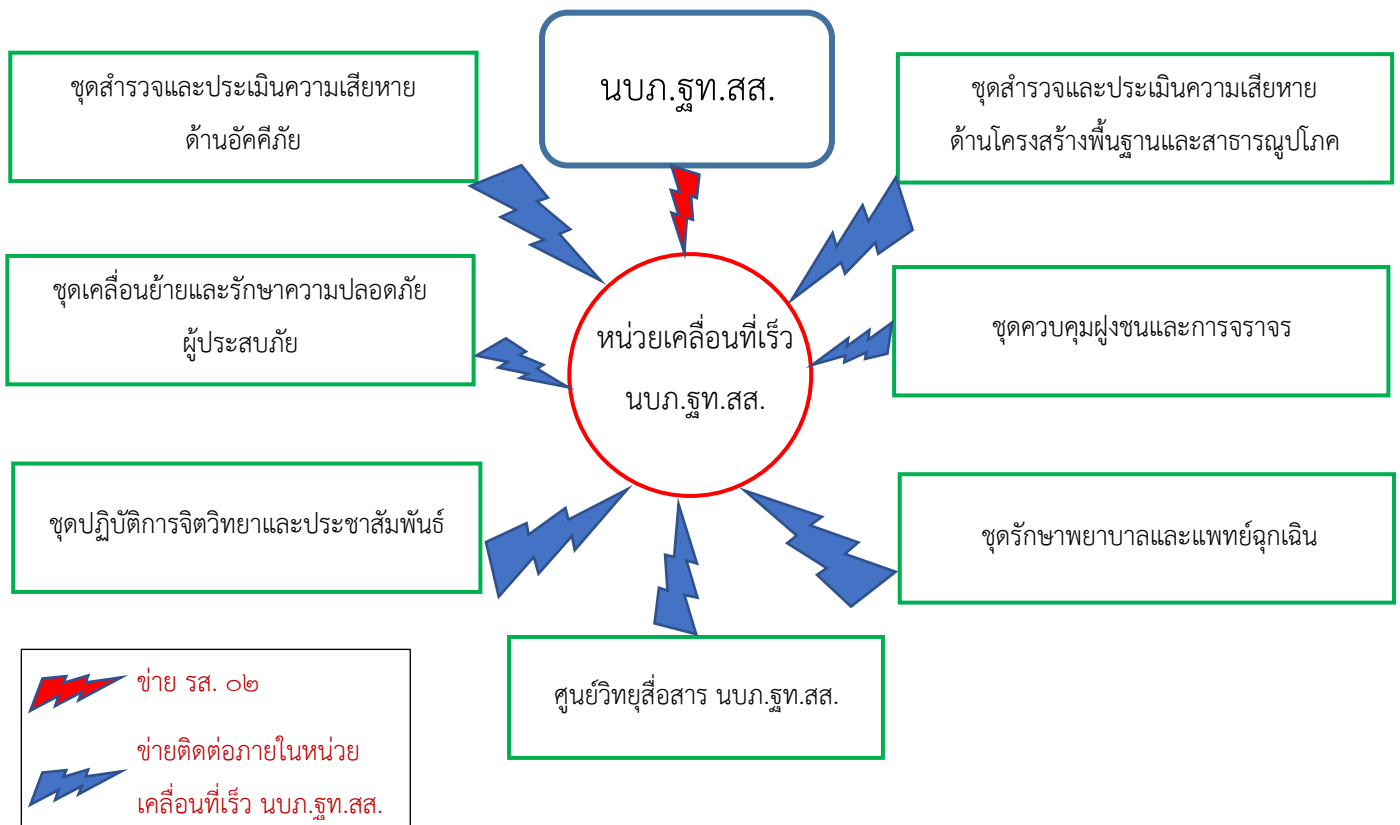 นบภ.ฐท.สส.
ชุดสำรวจและประเมินความเสียหาย
ด้านอัคคีภัย
ชุดสำรวจและประเมินความเสียหาย
ด้านโครงสร้างพื้นฐานและสาธารณูปโภค
ชุดเคลื่อนย้ายและรักษาความปลอดภัย
ผู้ประสบภัย
หน่วยเคลื่อนที่เร็ว
นบภ.ฐท.สส.
ชุดควบคุมฝูงชนและการจราจร
ชุดปฏิบัติการจิตวิทยาและประชาสัมพันธ์
ชุดรักษาพยาบาลและแพทย์ฉุกเฉิน
ศูนย์วิทยุสื่อสาร นบภ.ฐท.สส.
ข่าย รส. ๐๒
ข่ายติดต่อภายในหน่วย
เคลื่อนที่เร็ว นบภ.ฐท.สส.